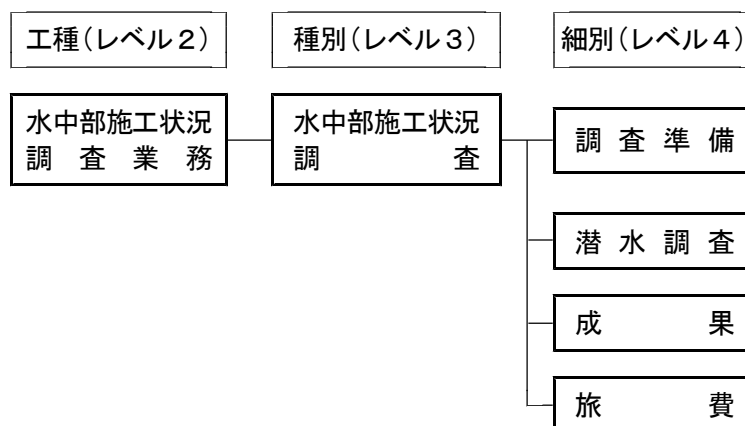 工種（レベル２）
種別（レベル３）
細別（レベル４）
水中部施工状況
調査業務
水中部施工状況
調査
調査準備
潜水調査
成果
旅費